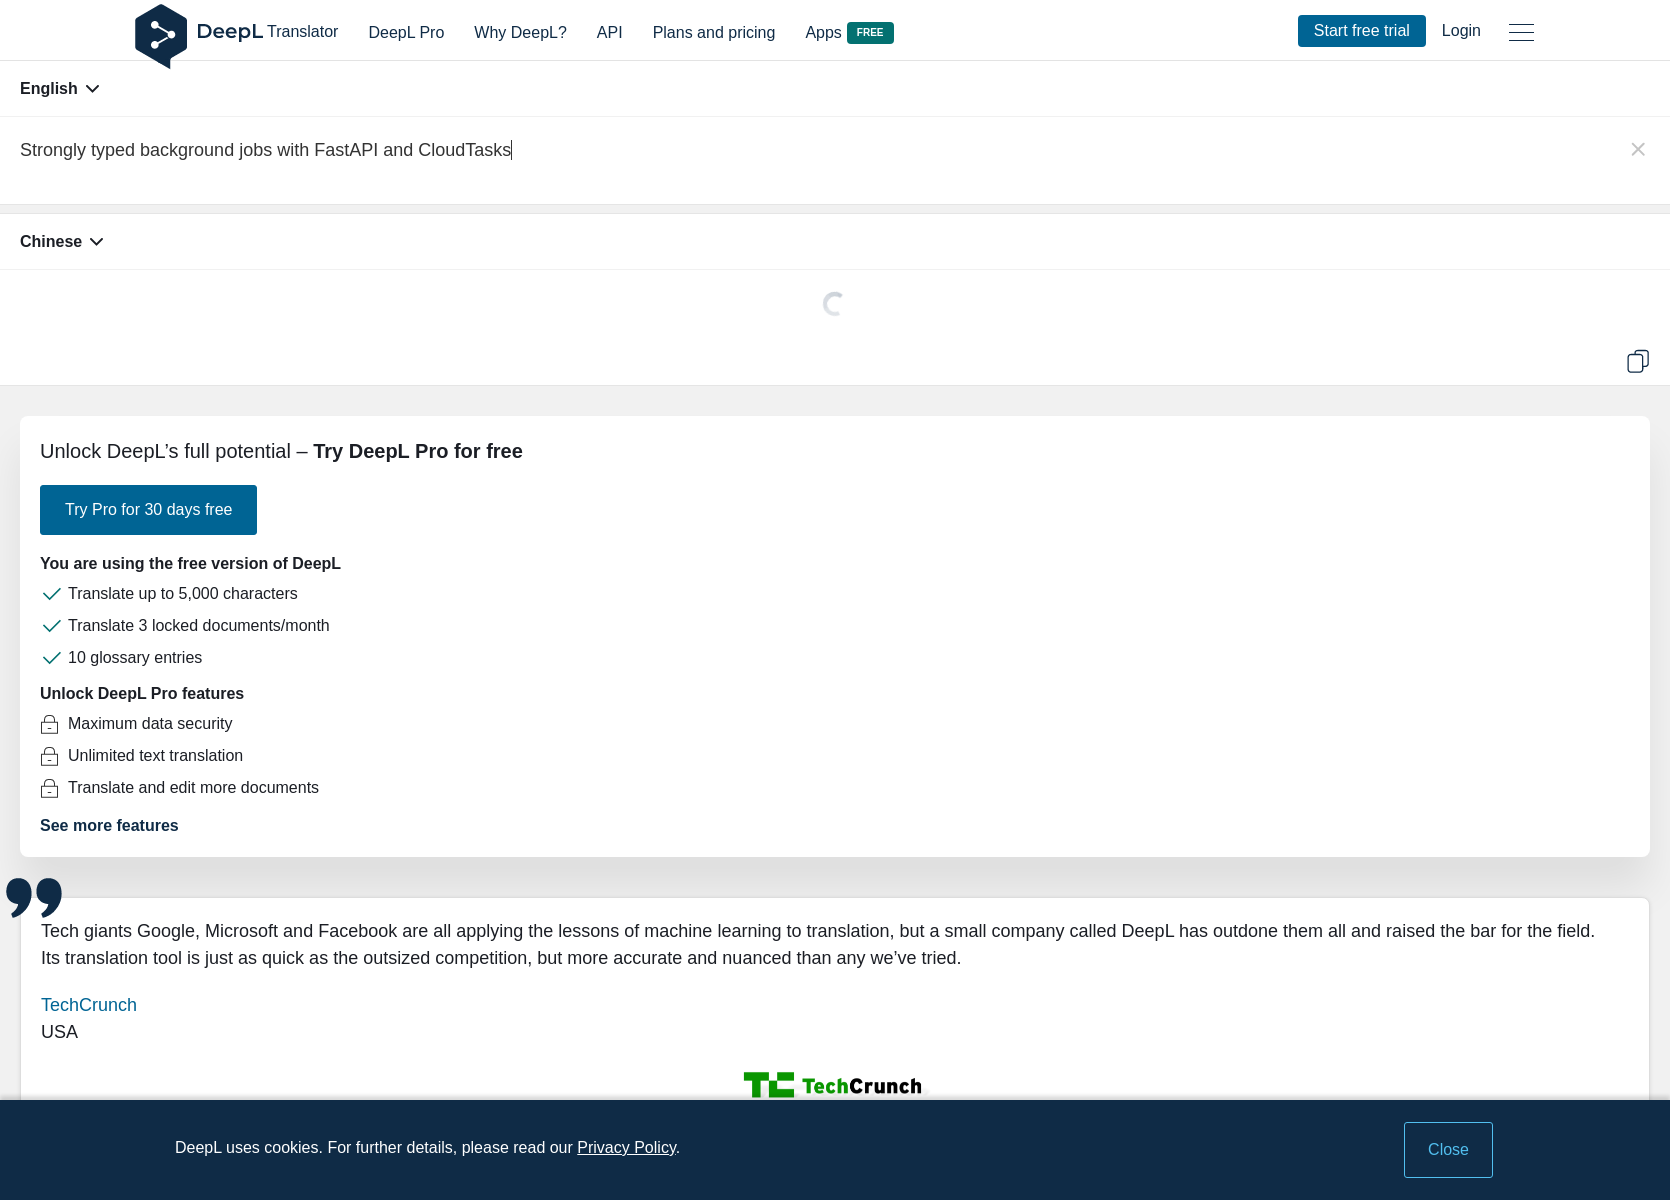 DeepL Translator DeepL Pro Why DeepL? API Plans and pricing Apps FREE Start free trial Login
English
Strongly typed background jobs with FastAPI and CloudTasks
Chinese
Unlock DeepL’s full potential – Try DeepL Pro for free
Try Pro for 30 days free
You are using the free version of DeepL
Translate up to 5,000 characters
Translate 3 locked documents/month
10 glossary entries
Unlock DeepL Pro features
Maximum data security
Unlimited text translation
Translate and edit more documents
See more features
Tech giants Google, Microsoft and Facebook are all applying the lessons of machine learning to translation, but a small company called DeepL has outdone them all and raised the bar for the field.
Its translation tool is just as quick as the outsized competition, but more accurate and nuanced than any we’ve tried.
TechCrunch
USA
TC TechCrunch
DeepL uses cookies. For further details, please read our Privacy Policy.
Close